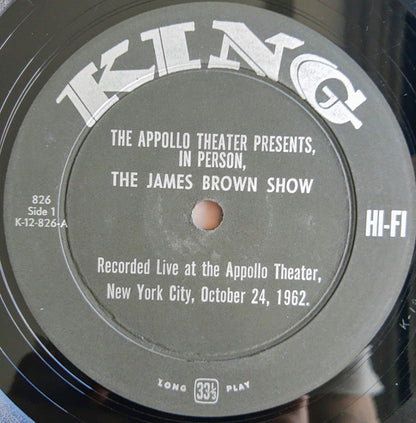 KING
THE APPOLLO THEATER PRESENTS,
IN PERSON,
THE JAMES BROWN SHOW
826
Side 1
K-12-826-A
HI-FI
Recorded Live at the Appollo Theater,
New York City, October 24, 1962.
LONG 33⅓ PLAY